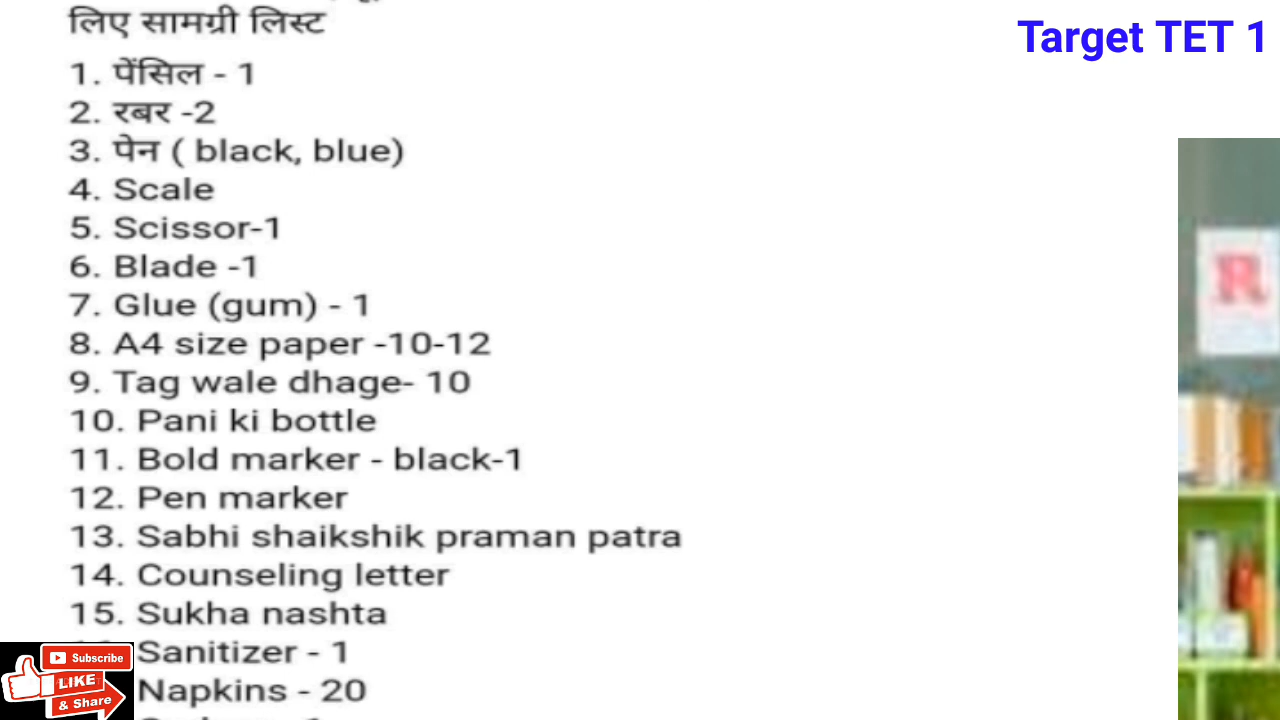 लिए सामग्री लिस्ट
Target TET 1
1. पेंसिल - 1
2. रबर -2
3. पेन ( black, blue)
4. Scale
5. Scissor-1
6. Blade -1
7. Glue (gum) - 1
8. A4 size paper -10-12
9. Tag wale dhage- 10
10. Pani ki bottle
11. Bold marker - black-1
12. Pen marker
13. Sabhi shaikshik praman patra
14. Counseling letter
15. Sukha nashta
Sanitizer - 1
Napkins - 20
R
Subscribe
LIKE
& Share